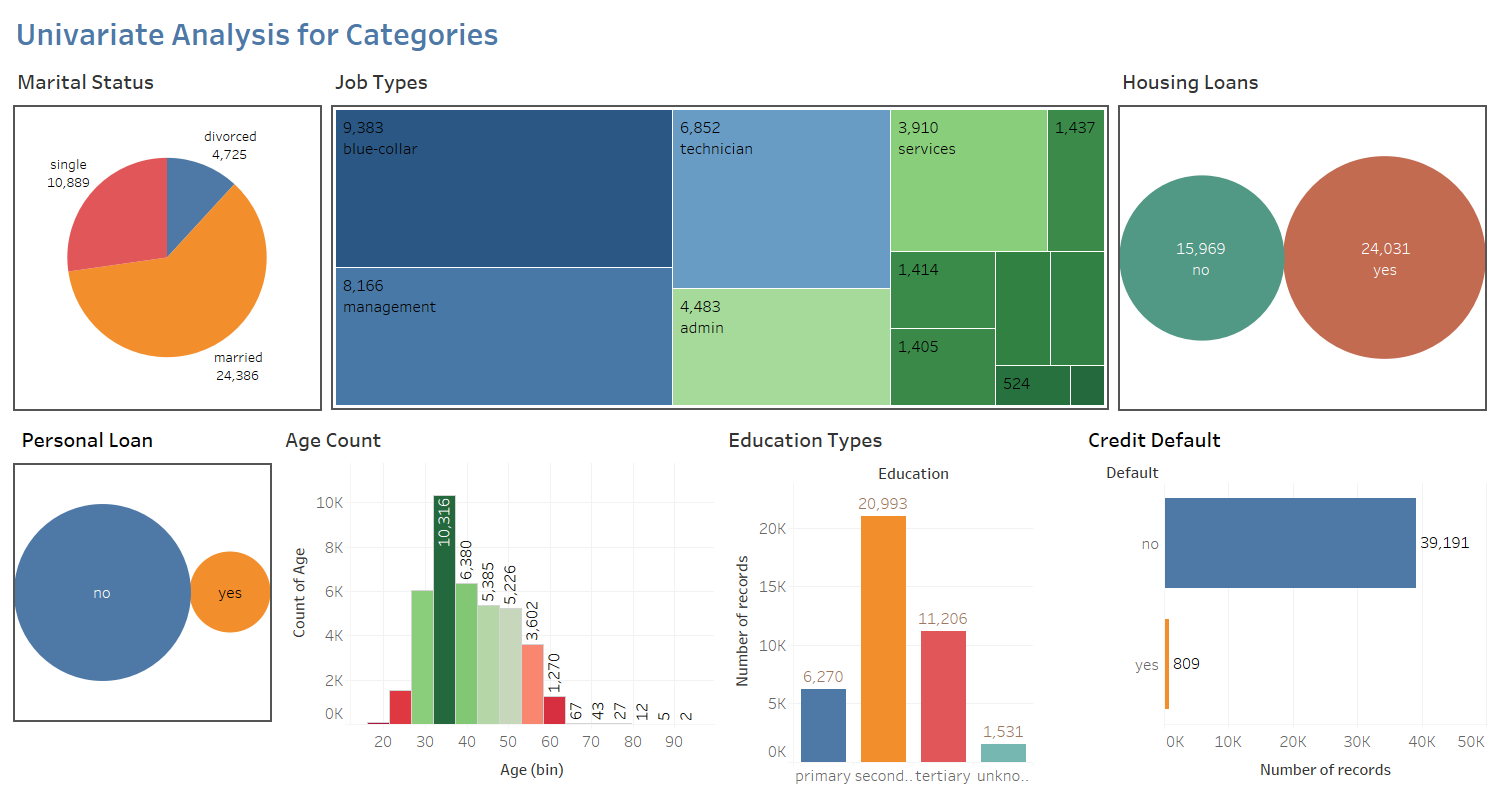 Univariate Analysis for Categories
Marital Status
divorced
4,725
single
10,889
married
24,386
Job Types
9,383
blue-collar
8,166
management
6,852
technician
4,483
admin
3,910
services
1,437
1,414
1,405
524
Housing Loans
15,969
no
24,031
yes
Personal Loan
no
yes
Age Count
Count of Age
10K
8K
6K
4K
2K
0K
10,316
6,380
5,385
5,226
3,602
1,270
67
43
27
12
5
2
20
30
40
50
60
70
80
90
Age (bin)
Education Types
Education
Number of records
20K
15K
10K
5K
0K
6,270
20,993
11,206
1,531
primary
second..
tertiary
unkno..
Credit Default
Default
no
39,191
yes
809
0K
10K
20K
30K
40K
50K
Number of records